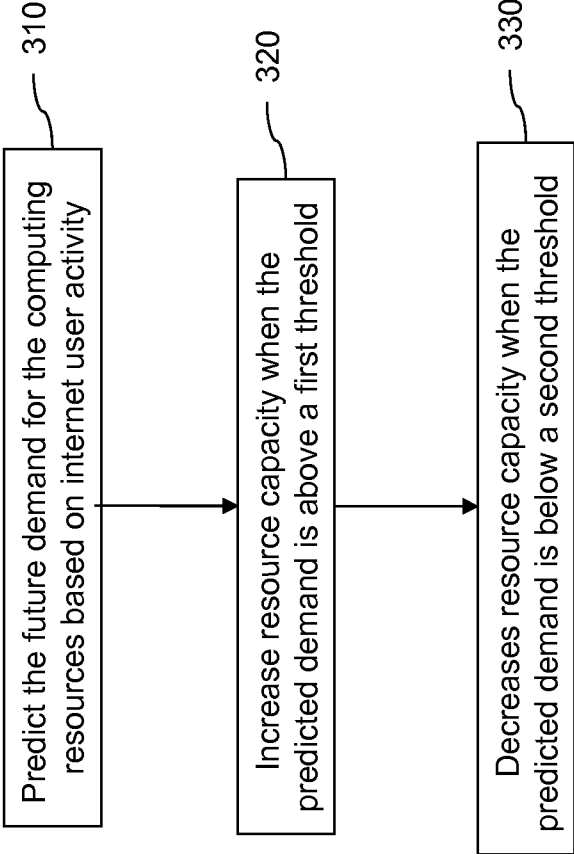 310
Predict the future demand for the computing
resources based on internet user activity
320
Increase resource capacity when the
predicted demand is above a first threshold
330
Decreases resource capacity when the
predicted demand is below a second threshold